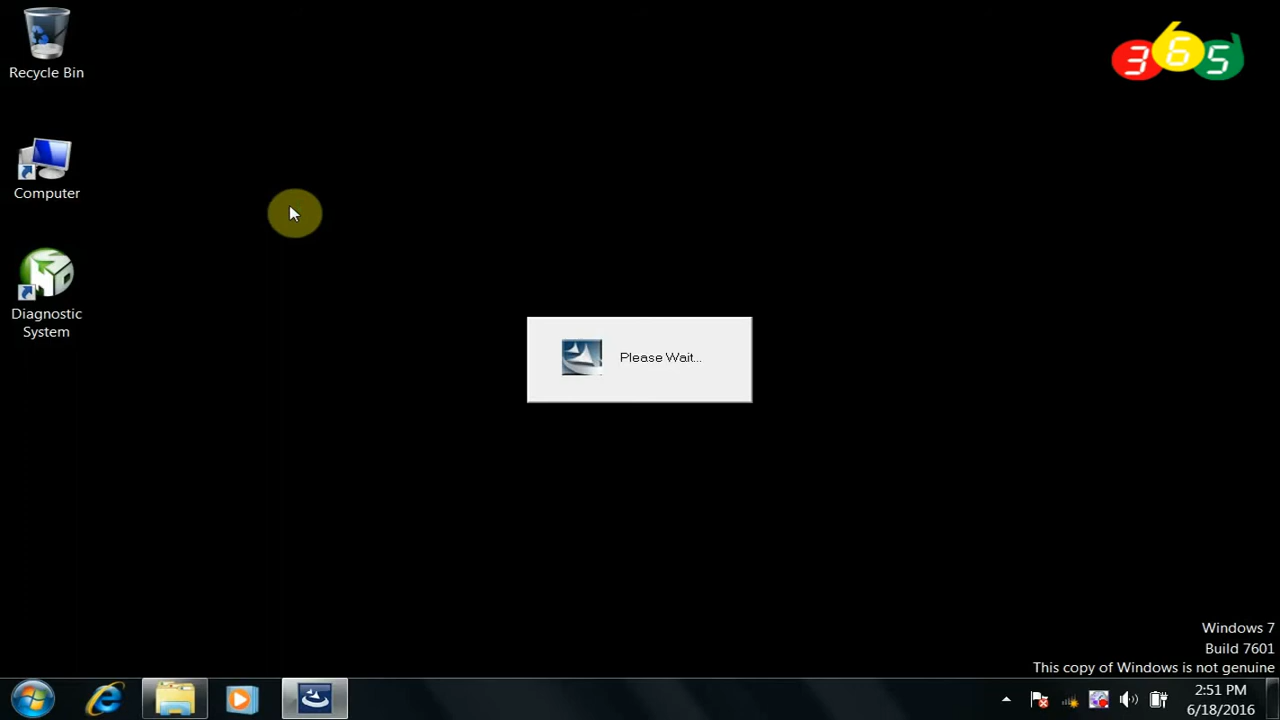 Recycle Bin
365
Computer
Diagnostic
System
Please Wait...
Windows 7
Build 7601
This copy of Windows is not genuine
2:51 PM
6/18/2016